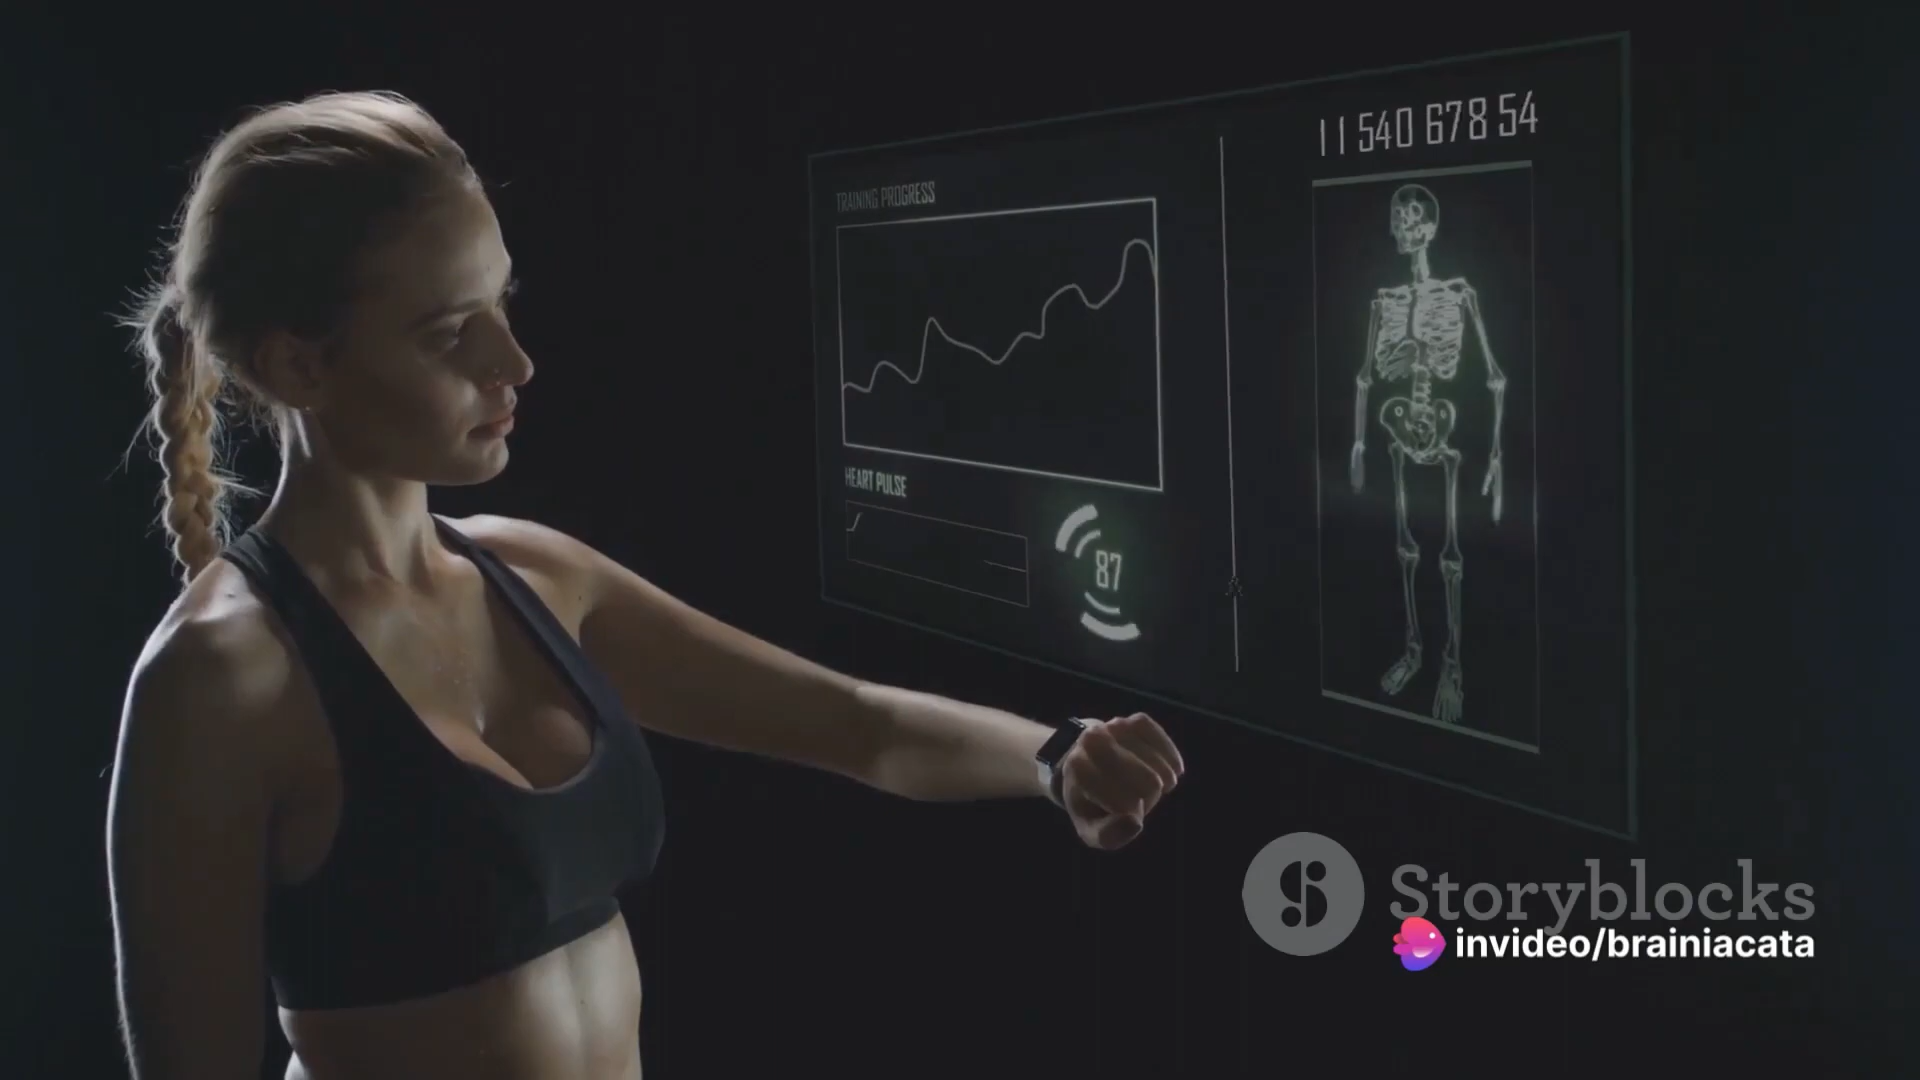 TRAINING PROGRESS
HEART PULSE
87
11 540 678 54
Storyblocks
invideo/brainiacata